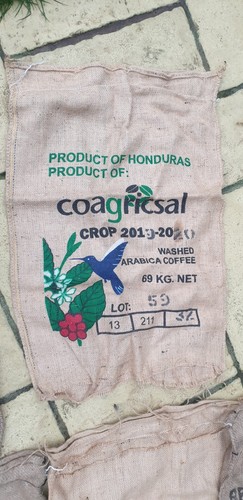 PRODUCT OF HONDURAS
PRODUCT OF:
coagricsal
CROP 2019-2020
WASHED
ARABICA COFFEE
69 KG. NET
LOT: 59
13 211 32